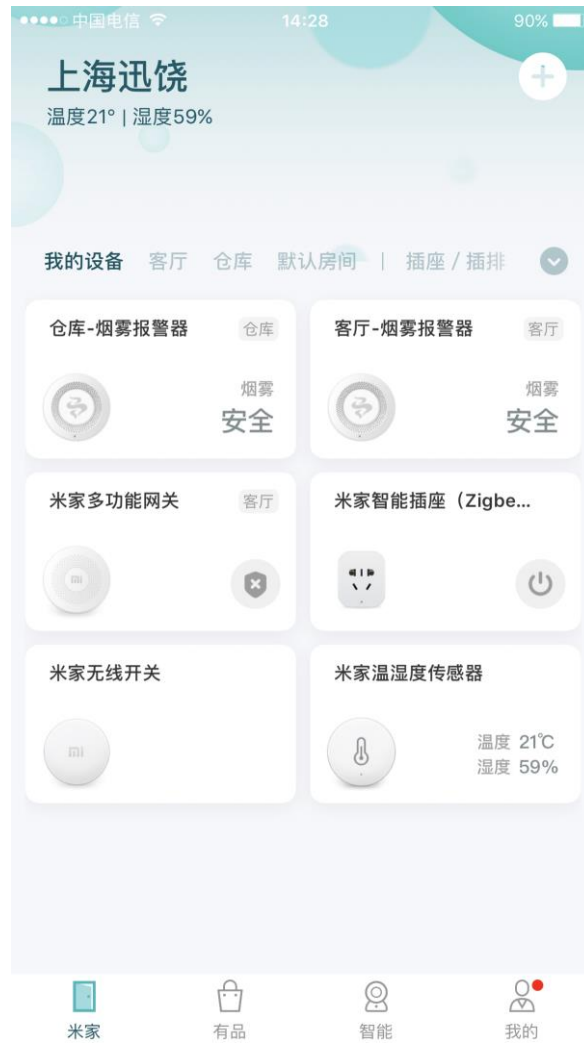 中国电信 14:28 90%
上海迅饶
温度21° | 湿度59%
我的设备 客厅 仓库 默认房间 | 插座 / 插排
仓库-烟雾报警器 仓库
烟雾
安全
客厅-烟雾报警器 客厅
烟雾
安全
米家多功能网关 客厅
米家智能插座（Zigbe...
米家无线开关
mi
米家温湿度传感器
温度 21℃
湿度 59%
米家 有品 智能 我的